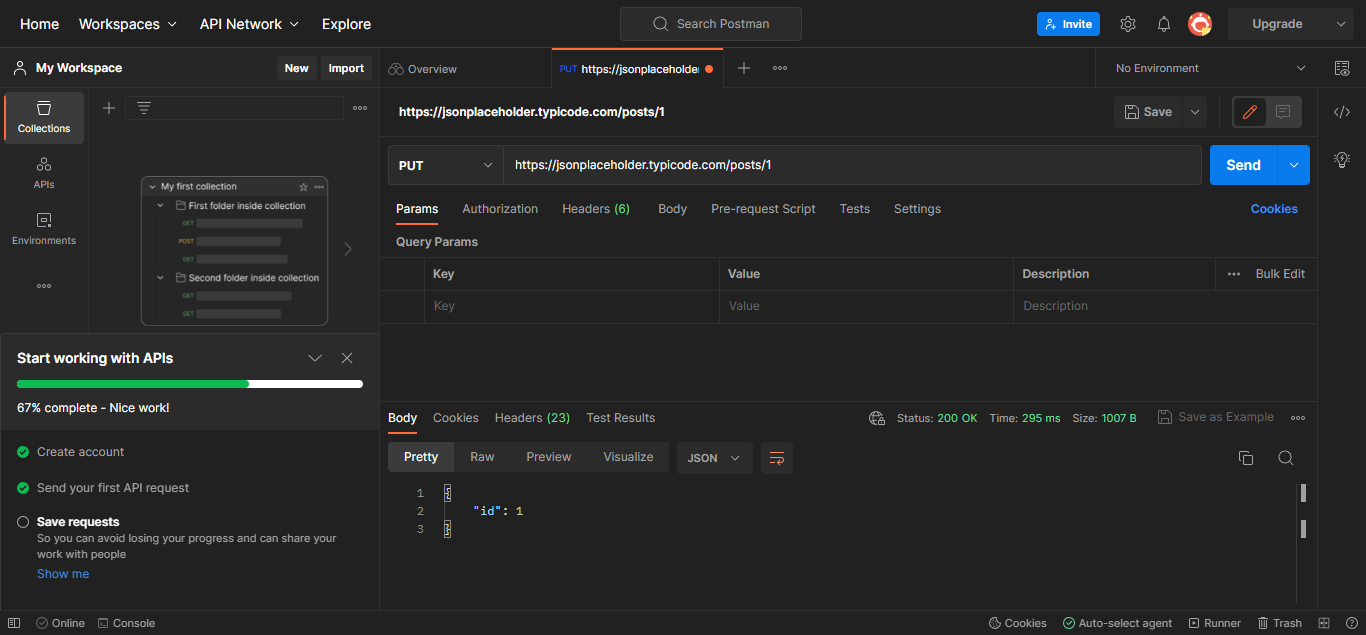 Home Workspaces API Network Explore Search Postman Invite Upgrade
My Workspace New Import Overview PUT https://jsonplaceholder No Environment
https://jsonplaceholder.typicode.com/posts/1 Save
Collections
APIs
Environments
My first collection
First folder inside collection
GET
POST
GET
Second folder inside collection
GET
GET
PUT https://jsonplaceholder.typicode.com/posts/1 Send
Params Authorization Headers (6) Body Pre-request Script Tests Settings Cookies
Query Params
Key Value Description Bulk Edit
Key Value Description
Start working with APIs
67% complete - Nice work!
Create account
Send your first API request
Save requests
So you can avoid losing your progress and can share your
work with people
Show me
Body Cookies Headers (23) Test Results Status: 200 OK Time: 295 ms Size: 1007 B Save as Example
Pretty Raw Preview Visualize JSON
1 {
2 "id": 1
3 }
Online Console Cookies Auto-select agent Runner Trash